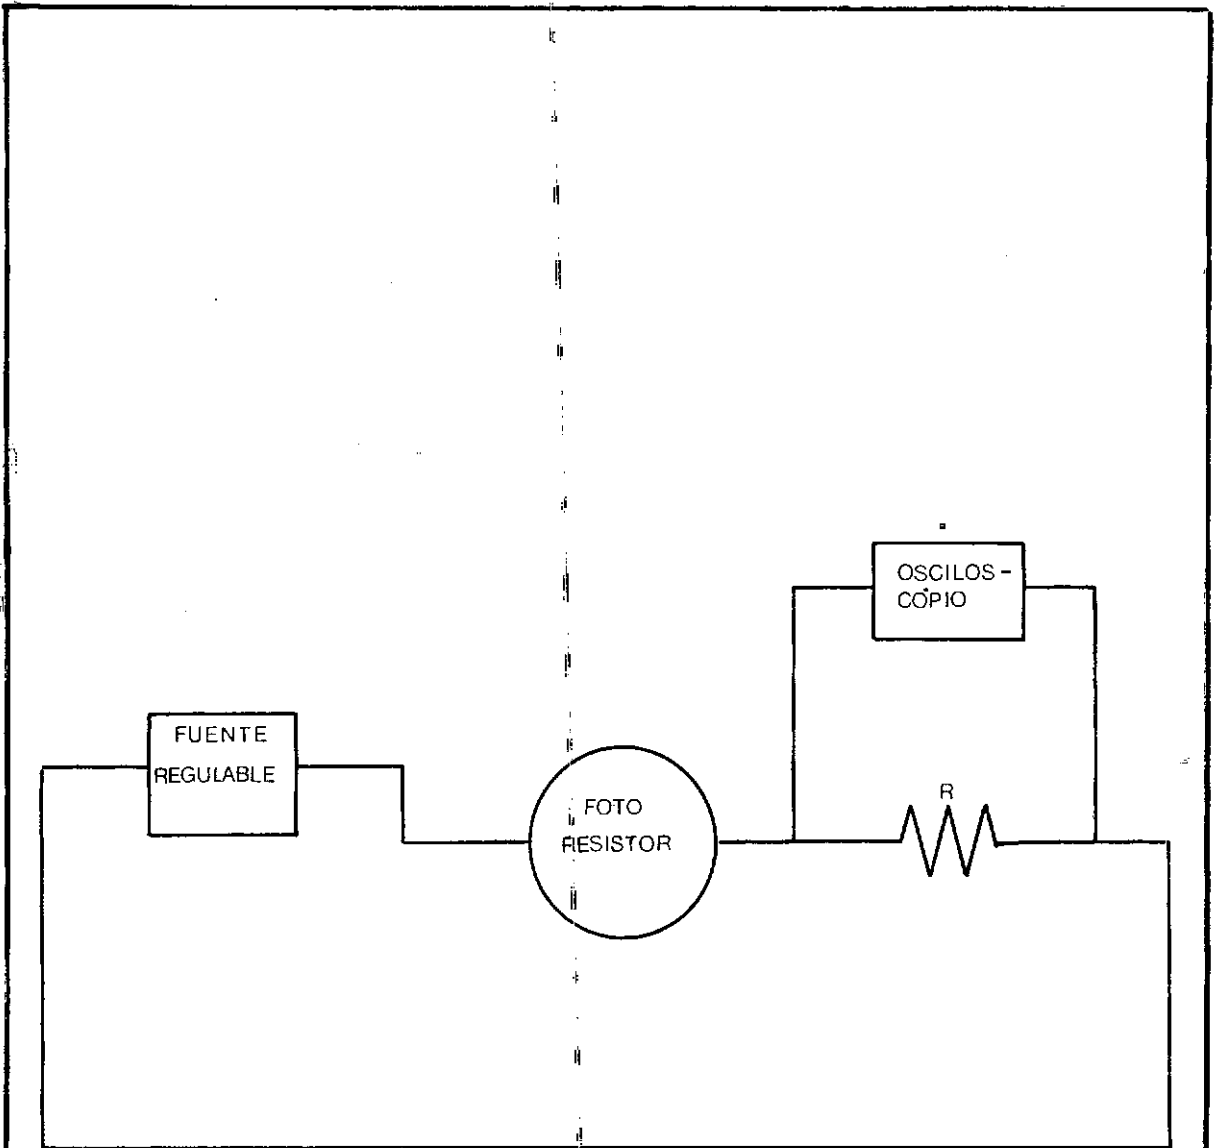 OSCILOS-
CÓPIO
FUENTE
REGULABLE
R
FOTO
RESISTOR